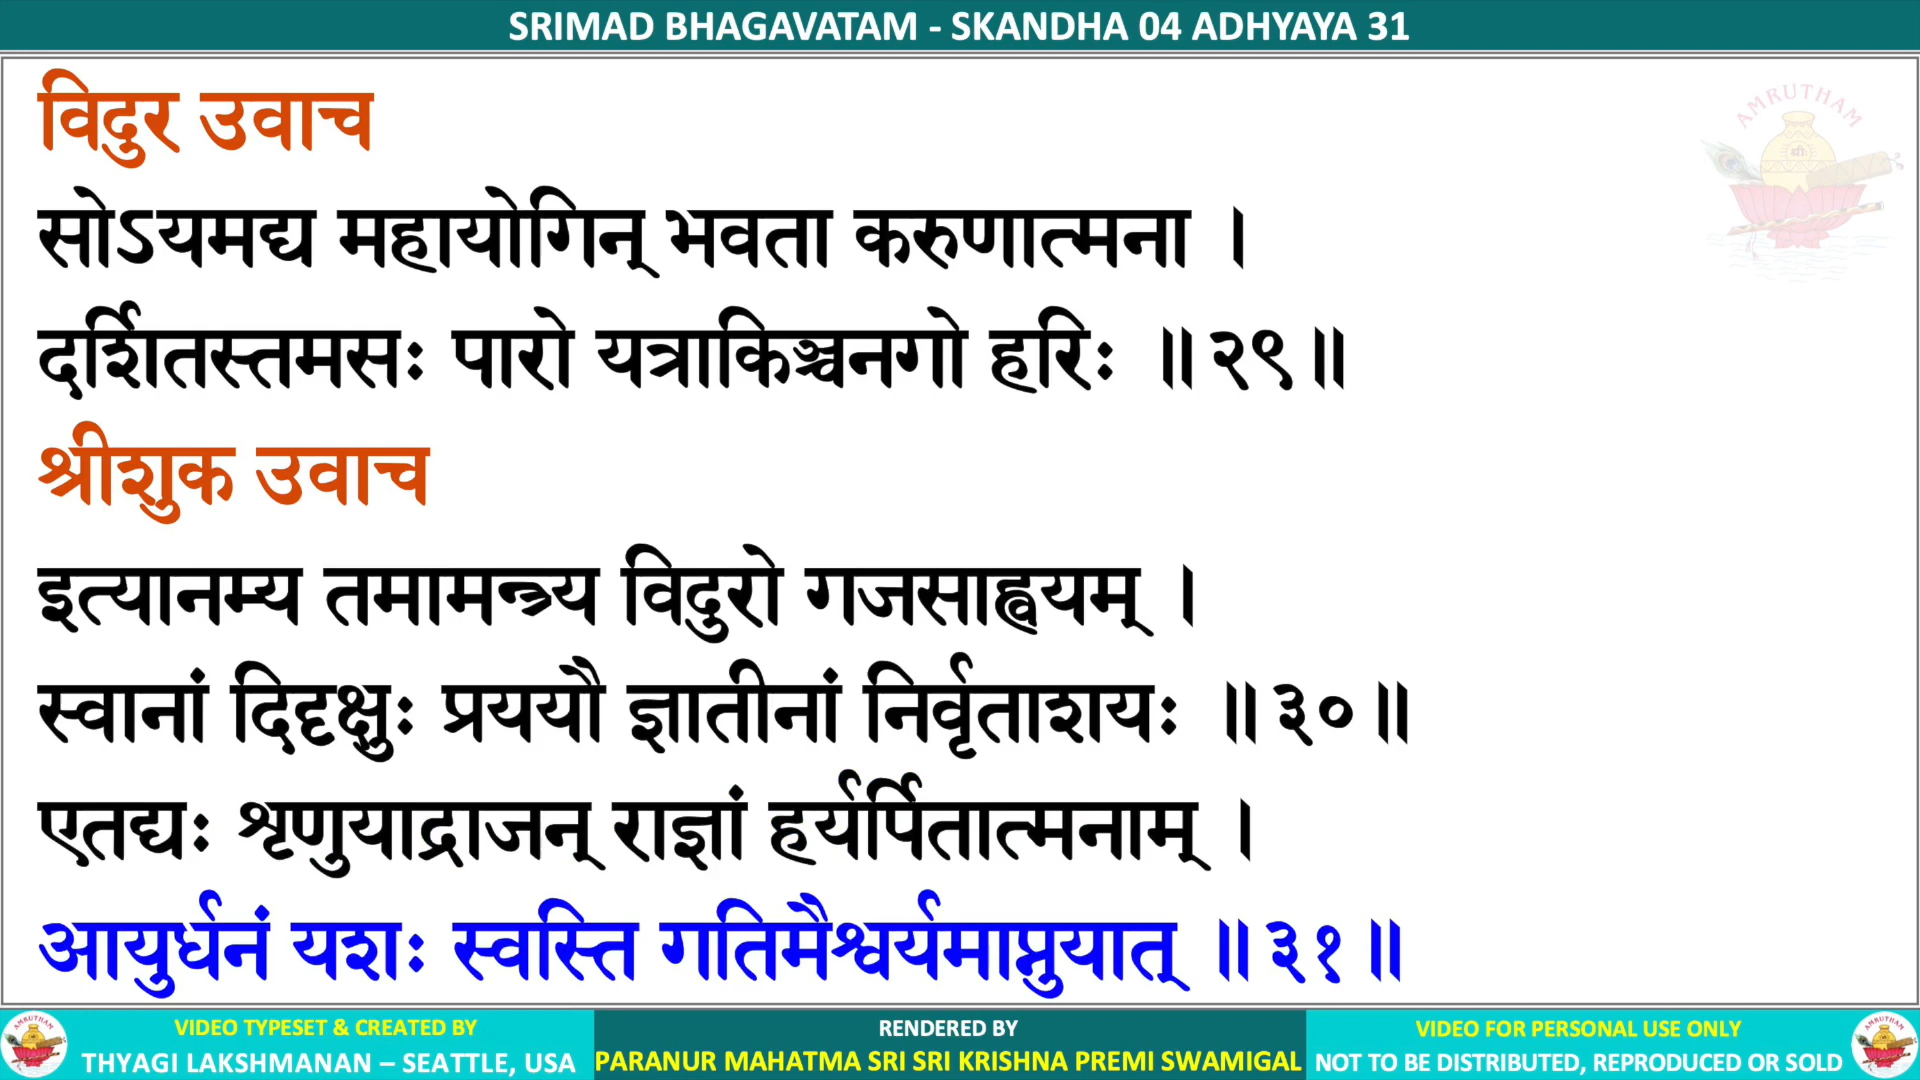 SRIMAD BHAGAVATAM - SKANDHA 04 ADHYAYA 31
AMRUTHAM
श्रीः
विदुर उवाच
सोऽयमद्य महायोगिन् भवता करुणात्मना ।
दर्शितस्तमसः पारो यत्राकिञ्चनगो हरिः ॥२९॥
श्रीशुक उवाच
इत्यानम्य तमामन्त्र्य विदुरो गजसाह्वयम् ।
स्वानां दिदृक्षुः प्रययौ ज्ञातीनां निर्वृताशयः ॥३०॥
एतद्यः शृणुयाद्राजन् राज्ञां हर्यर्पितात्मनाम् ।
आयुर्धनं यशः स्वस्ति गतिमैश्वर्यमाप्नुयात् ॥३१॥
AMRUTHAM
VIDEO TYPESET & CREATED BY
THYAGI LAKSHMANAN – SEATTLE, USA
RENDERED BY
PARANUR MAHATMA SRI SRI KRISHNA PREMI SWAMIGAL
VIDEO FOR PERSONAL USE ONLY
NOT TO BE DISTRIBUTED, REPRODUCED OR SOLD
AMRUTHAM